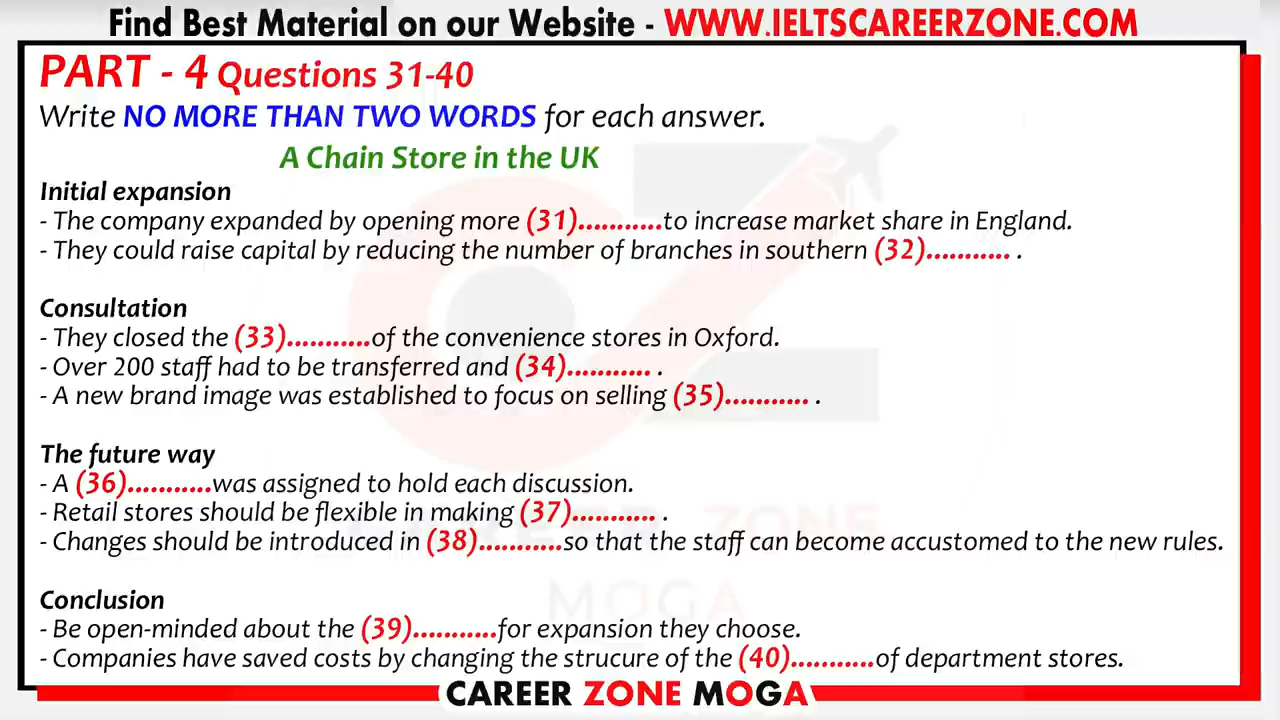 Find Best Material on our Website - WWW.IELTSCAREERZONE.COM
PART - 4 Questions 31-40
Write NO MORE THAN TWO WORDS for each answer.
A Chain Store in the UK
Initial expansion
- The company expanded by opening more (31)...........to increase market share in England.
- They could raise capital by reducing the number of branches in southern (32)........... .
Consultation
- They closed the (33)...........of the convenience stores in Oxford.
- Over 200 staff had to be transferred and (34)........... .
- A new brand image was established to focus on selling (35)........... .
The future way
- A (36)...........was assigned to hold each discussion.
- Retail stores should be flexible in making (37)........... .
- Changes should be introduced in (38)...........so that the staff can become accustomed to the new rules.
Conclusion
- Be open-minded about the (39)...........for expansion they choose.
- Companies have saved costs by changing the strucure of the (40)...........of department stores.
CAREER ZONE MOGA